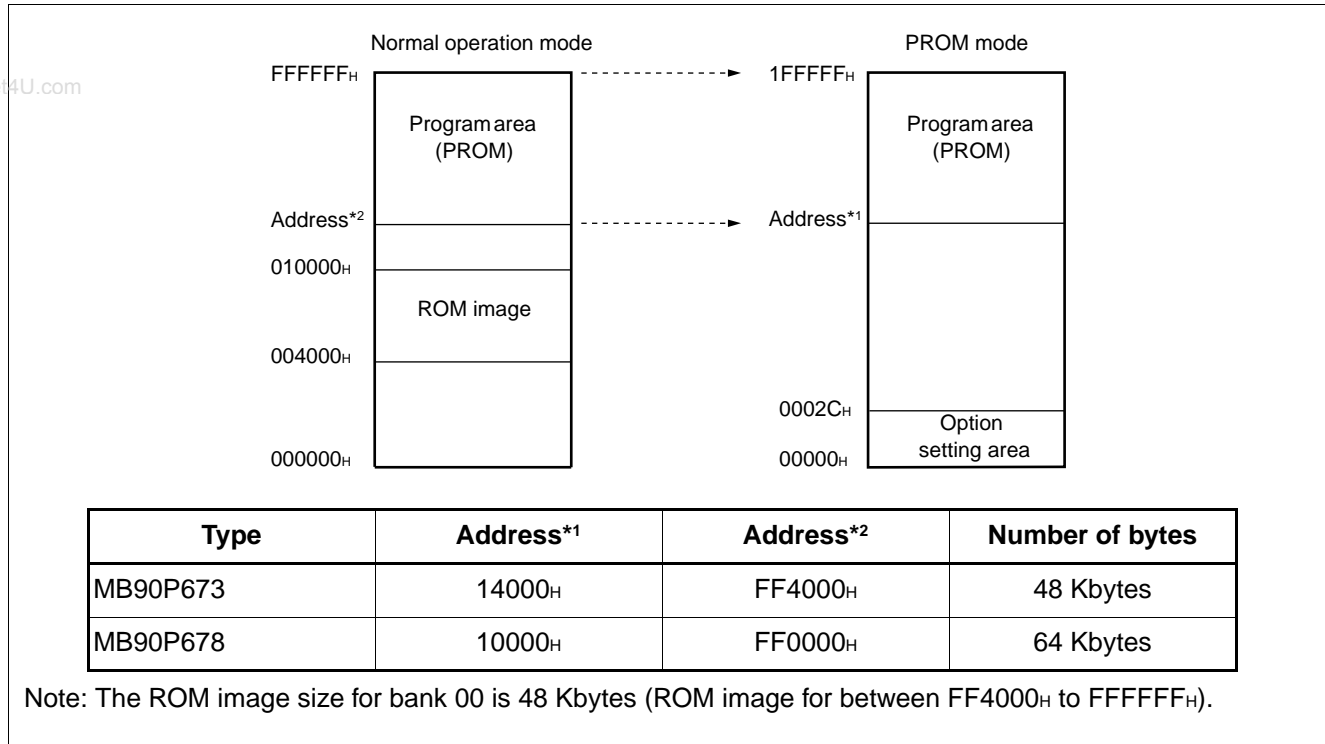 Normal operation mode
PROM mode
FFFFFFH
1FFFFFH
t4U.com
Program area
(PROM)
Program area
(PROM)
Address*2
Address*1
010000H
ROM image
004000H
0002CH
Option
setting area
000000H
00000H
Type Address*1 Address*2 Number of bytes
MB90P673 14000H FF4000H 48 Kbytes
MB90P678 10000H FF0000H 64 Kbytes
Note: The ROM image size for bank 00 is 48 Kbytes (ROM image for between FF4000H to FFFFFFH).